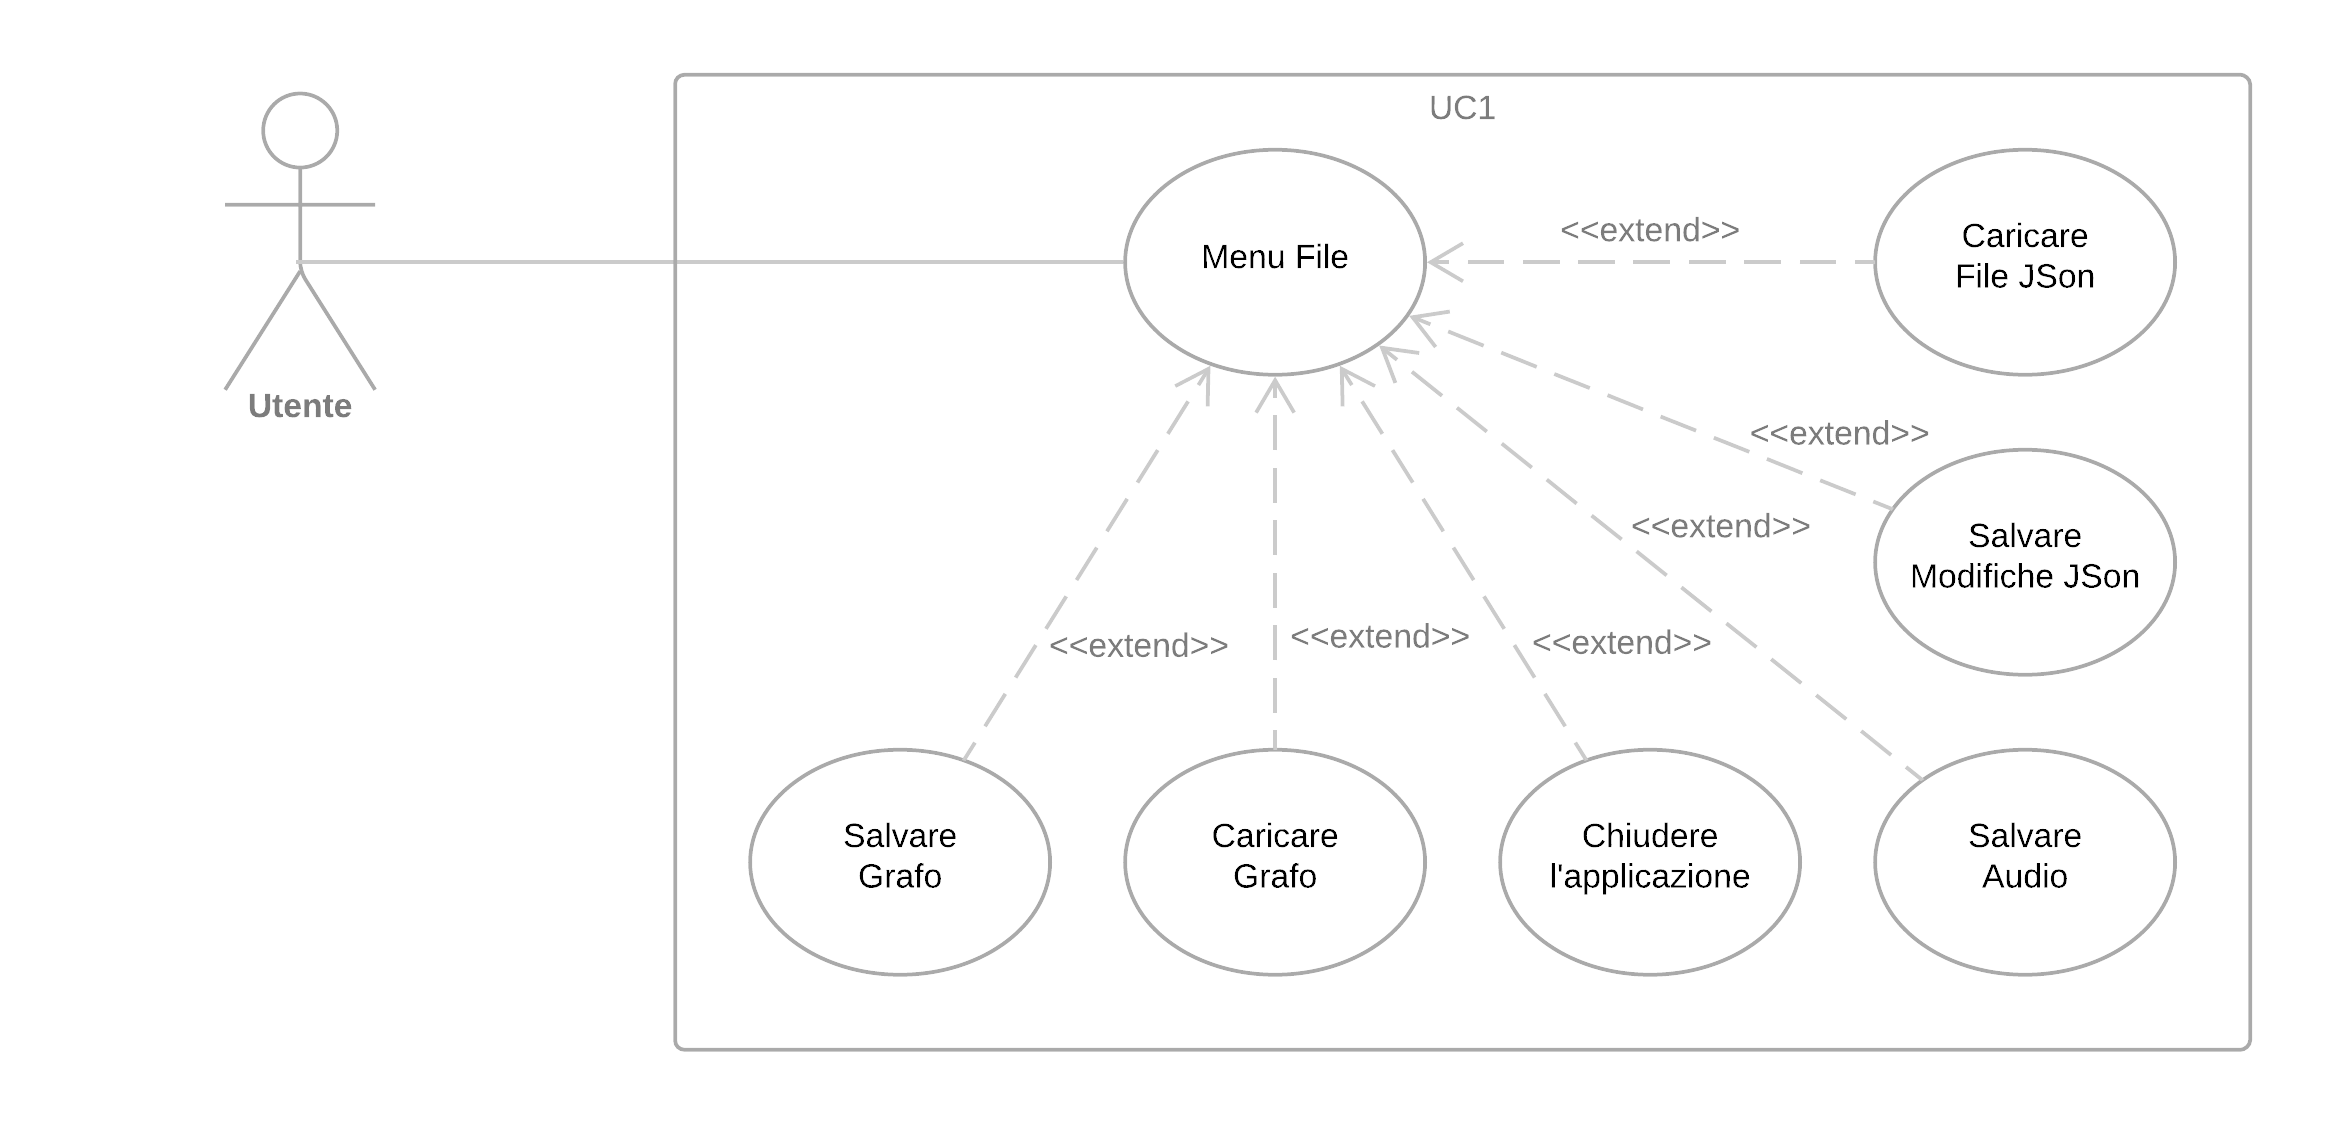 UC1
Utente
Menu File
<<extend>>
Caricare
File JSon
<<extend>>
Salvare
Modifiche JSon
<<extend>>
<<extend>>
<<extend>>
<<extend>>
Salvare
Grafo
Caricare
Grafo
Chiudere
l'applicazione
Salvare
Audio